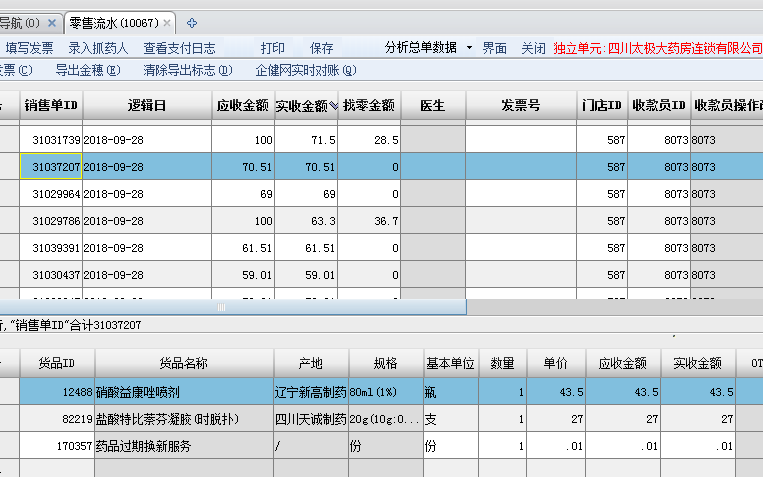 导航(0) × 零售流水(10067) ×
填写发票 录入抓药人 查看支付日志 打印 保存 分析总单数据 界面 关闭 独立单元:四川太极大药房连锁有限公司
发票(C) 导出金穗(E) 清除导出标志(D) 企健网实时对账(Q)
销售单ID 逻辑日 应收金额 实收金额 找零金额 医生 发票号 门店ID 收款员ID 收款员操作
31031739 2018-09-28 100 71.5 28.5 587 8073 8073
31037207 2018-09-28 70.51 70.51 0 587 8073 8073
31029964 2018-09-28 69 69 0 587 8073 8073
31029786 2018-09-28 100 63.3 36.7 587 8073 8073
31039391 2018-09-28 61.51 61.51 0 587 8073 8073
31030437 2018-09-28 59.01 59.01 0 587 8073 8073
行,"销售单ID"合计31037207
货品ID 货品名称 产地 规格 基本单位 数量 单价 应收金额 实收金额 OT
12488 硝酸益康唑喷剂 辽宁新高制药 80ml(1%) 瓶 1 43.5 43.5 43.5
82219 盐酸特比萘芬凝胶(时脱扑) 四川天诚制药 20g(10g:0... 支 1 27 27 27
170357 药品过期换新服务 / 份 份 1 .01 .01 .01